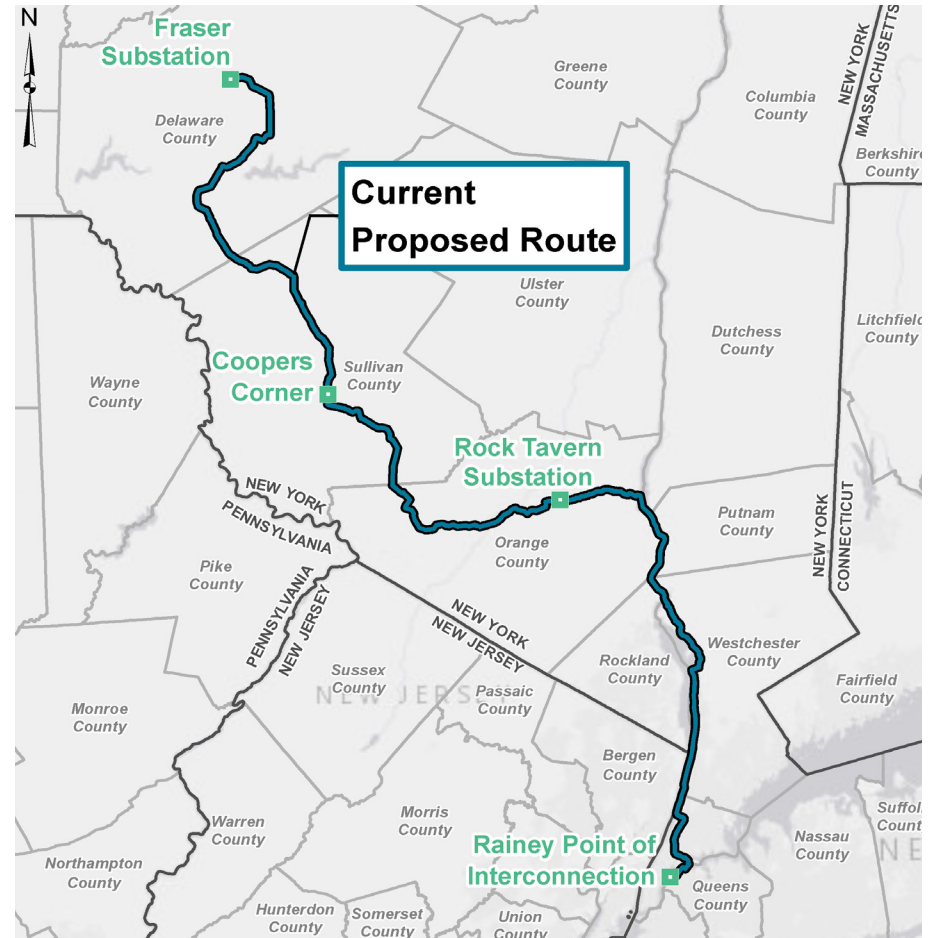 N
Fraser
Substation
Greene
County
NEW YORK
MASSACHUSETTS
Columbia
County
Delaware
County
Berkshire
County
Current
Proposed Route
Ulster
County
Dutchess
County
Litchfield
County
Wayne
County
Coopers
Corner
Sullivan
County
Rock Tavern
Substation
NEW YORK
PENNSYLVANIA
Putnam
County
NEW YORK
CONNECTICUT
Orange
County
Pike
County
PENNSYLVANIA
NEW JERSEY
NEW YORK
NEW JERSEY
Westchester
County
Rockland
County
Sussex
County
NEW JERSEY
Passaic
County
Fairfield
County
Monroe
County
Bergen
County
Morris
County
Warren
County
Suffol
Count
Nassau
County
NE
Rainey Point of
Interconnection
Northampton
County
Queens
County
Hunterdon
County
Somerset
County
Union
County